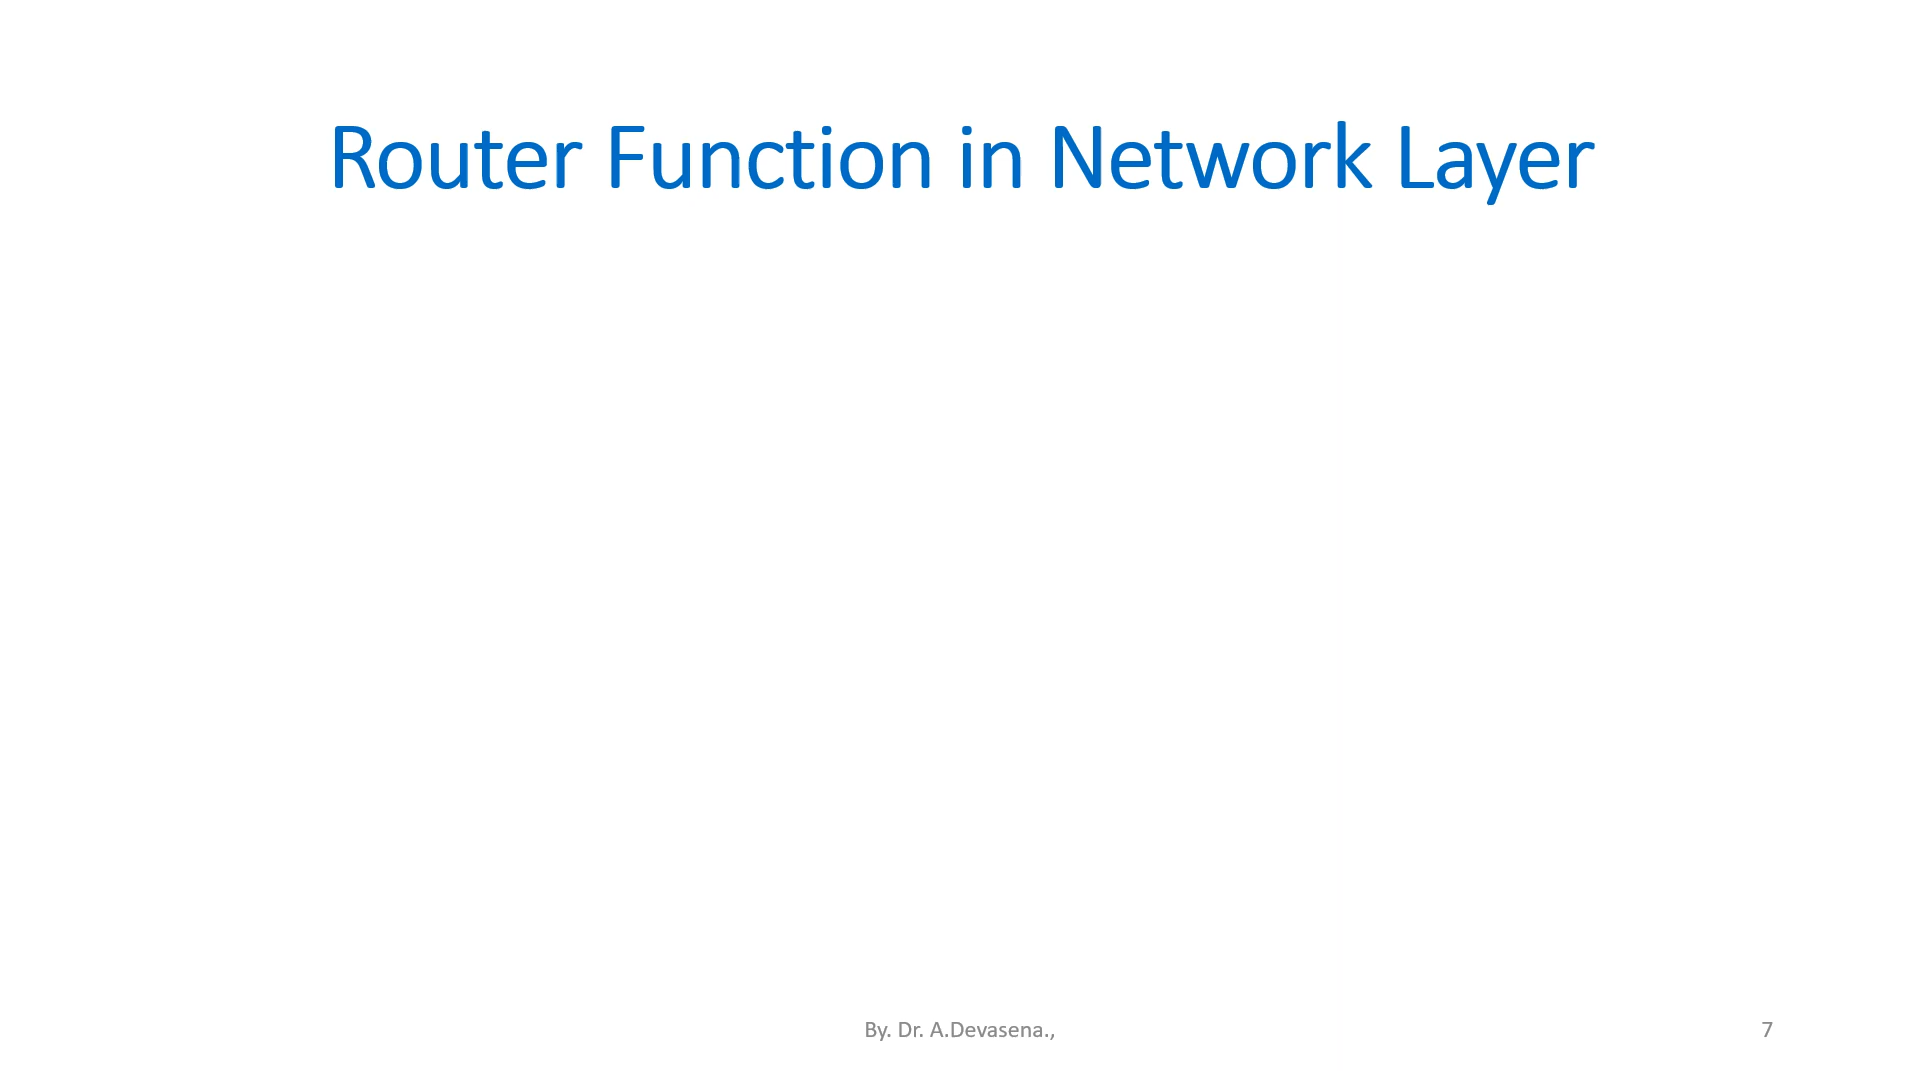 Router Function in Network Layer
By. Dr. A.Devasena.,
7